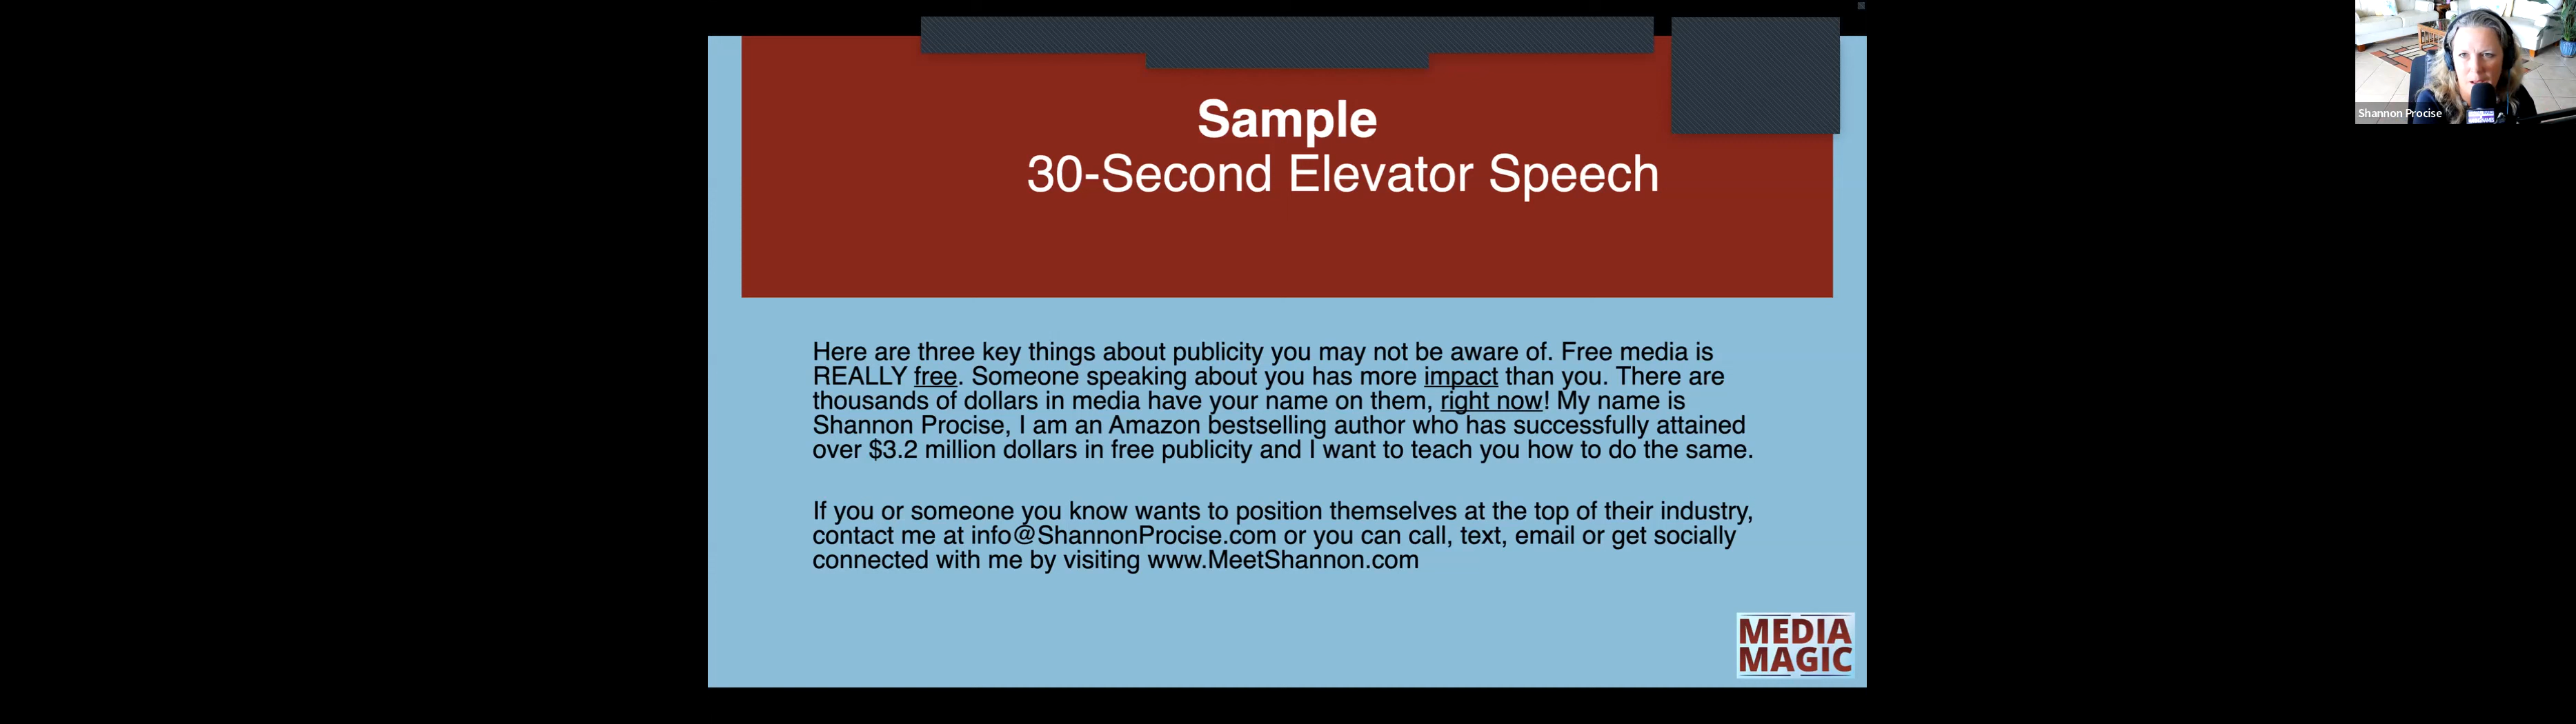 Sample
30-Second Elevator Speech
Here are three key things about publicity you may not be aware of. Free media is
REALLY free. Someone speaking about you has more impact than you. There are
thousands of dollars in media have your name on them, right now! My name is
Shannon Procise, I am an Amazon bestselling author who has successfully attained
over $3.2 million dollars in free publicity and I want to teach you how to do the same.
If you or someone you know wants to position themselves at the top of their industry,
contact me at info@ShannonProcise.com or you can call, text, email or get socially
connected with me by visiting www.MeetShannon.com
MEDIA
MAGIC
Shannon Procise